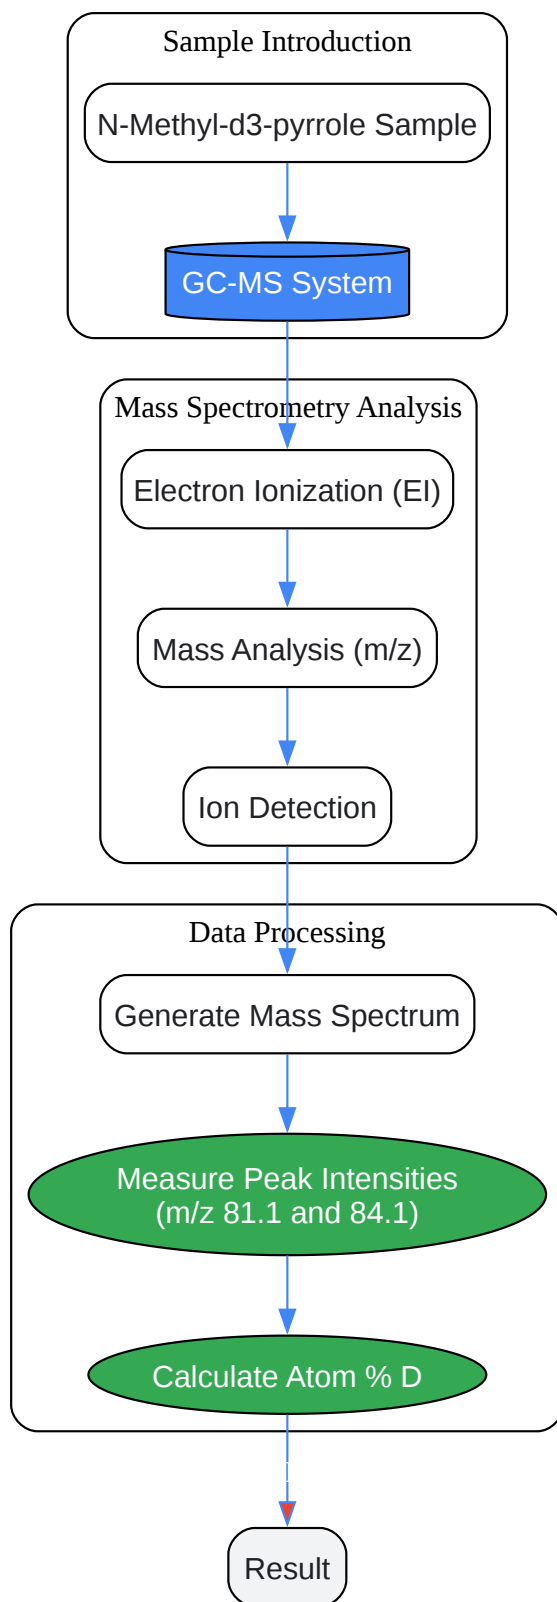 Sample Introduction
N-Methyl-d3-pyrrole Sample
GC-MS System
Mass Spectrometry Analysis
Electron Ionization (EI)
Mass Analysis (m/z)
Ion Detection
Data Processing
Generate Mass Spectrum
Measure Peak Intensities
(m/z 81.1 and 84.1)
Calculate Atom % D
Result